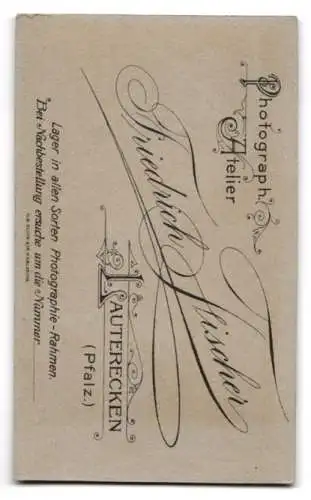 Photograph.
Atelier
Friedrich Fischer
LAUTERECKEN
(Pfalz.)
Lager in allen Sorten Photographie-Rahmen.
Bei Nachbestellung ersuche um die Nummer